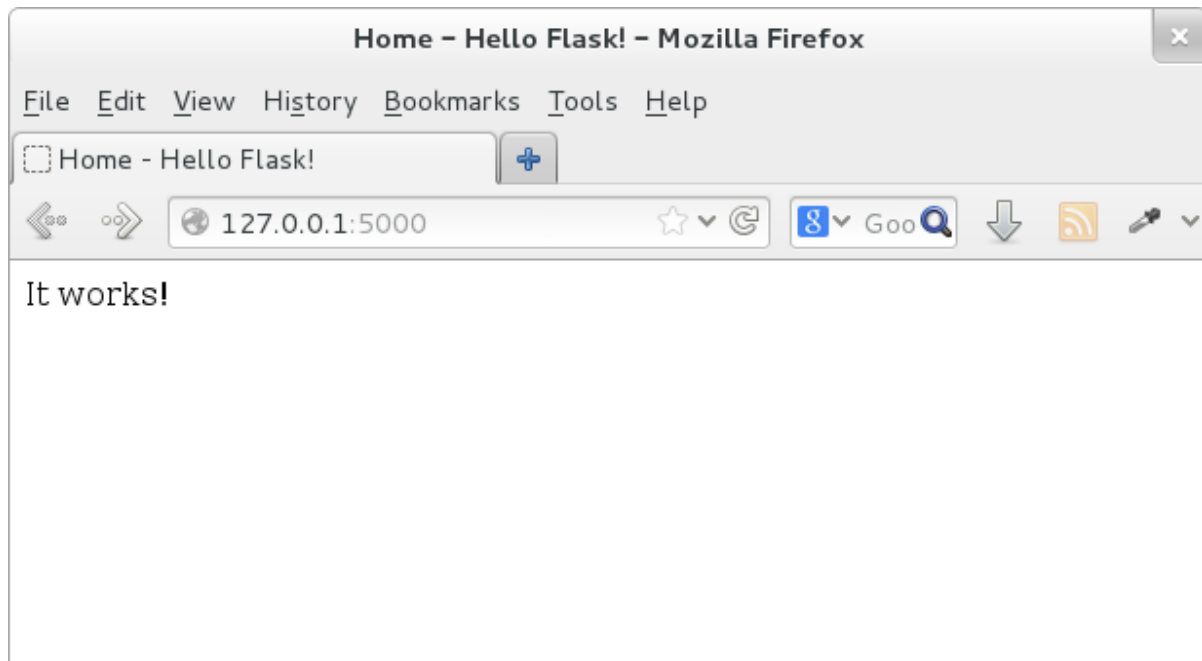 Home – Hello Flask! – Mozilla Firefox
File Edit View History Bookmarks Tools Help
Home - Hello Flask!
127.0.0.1:5000 8 Goo
It works!